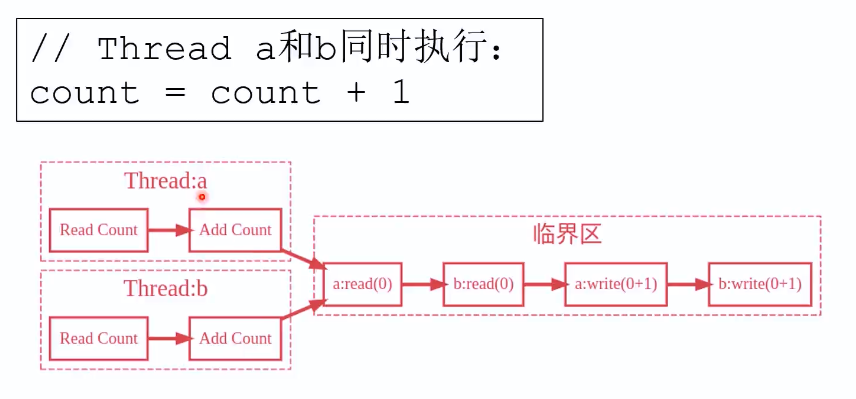 // Thread a和b同时执行：
count = count + 1
Thread:a
Read Count
Add Count
Thread:b
Read Count
Add Count
临界区
a:read(0)
b:read(0)
a:write(0+1)
b:write(0+1)